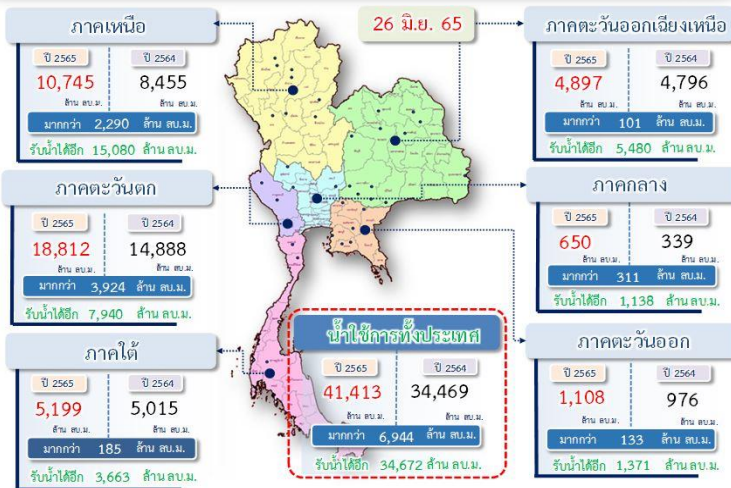 26 มิ.ย. 65
ภาคเหนือ
ปี 2565 ปี 2564
10,745 8,455
ล้าน ลบ.ม. ล้าน ลบ.ม.
มากกว่า 2,290 ล้าน ลบ.ม.
รับน้ำได้อีก 15,080 ล้าน ลบ.ม.
ภาคตะวันออกเฉียงเหนือ
ปี 2565 ปี 2564
4,897 4,796
ล้าน ลบ.ม. ล้าน ลบ.ม.
มากกว่า 101 ล้าน ลบ.ม.
รับน้ำได้อีก 5,480 ล้าน ลบ.ม.
ภาคตะวันตก
ปี 2565 ปี 2564
18,812 14,888
ล้าน ลบ.ม. ล้าน ลบ.ม.
มากกว่า 3,924 ล้าน ลบ.ม.
รับน้ำได้อีก 7,940 ล้าน ลบ.ม.
ภาคกลาง
ปี 2565 ปี 2564
650 339
ล้าน ลบ.ม. ล้าน ลบ.ม.
มากกว่า 311 ล้าน ลบ.ม.
รับน้ำได้อีก 1,138 ล้าน ลบ.ม.
ภาคใต้
ปี 2565 ปี 2564
5,199 5,015
ล้าน ลบ.ม. ล้าน ลบ.ม.
มากกว่า 185 ล้าน ลบ.ม.
รับน้ำได้อีก 3,663 ล้าน ลบ.ม.
น้ำใช้การทั้งประเทศ
ปี 2565 ปี 2564
41,413 34,469
ล้าน ลบ.ม. ล้าน ลบ.ม.
มากกว่า 6,944 ล้าน ลบ.ม.
รับน้ำได้อีก 34,672 ล้าน ลบ.ม.
ภาคตะวันออก
ปี 2565 ปี 2564
1,108 976
ล้าน ลบ.ม. ล้าน ลบ.ม.
มากกว่า 133 ล้าน ลบ.ม.
รับน้ำได้อีก 1,371 ล้าน ลบ.ม.